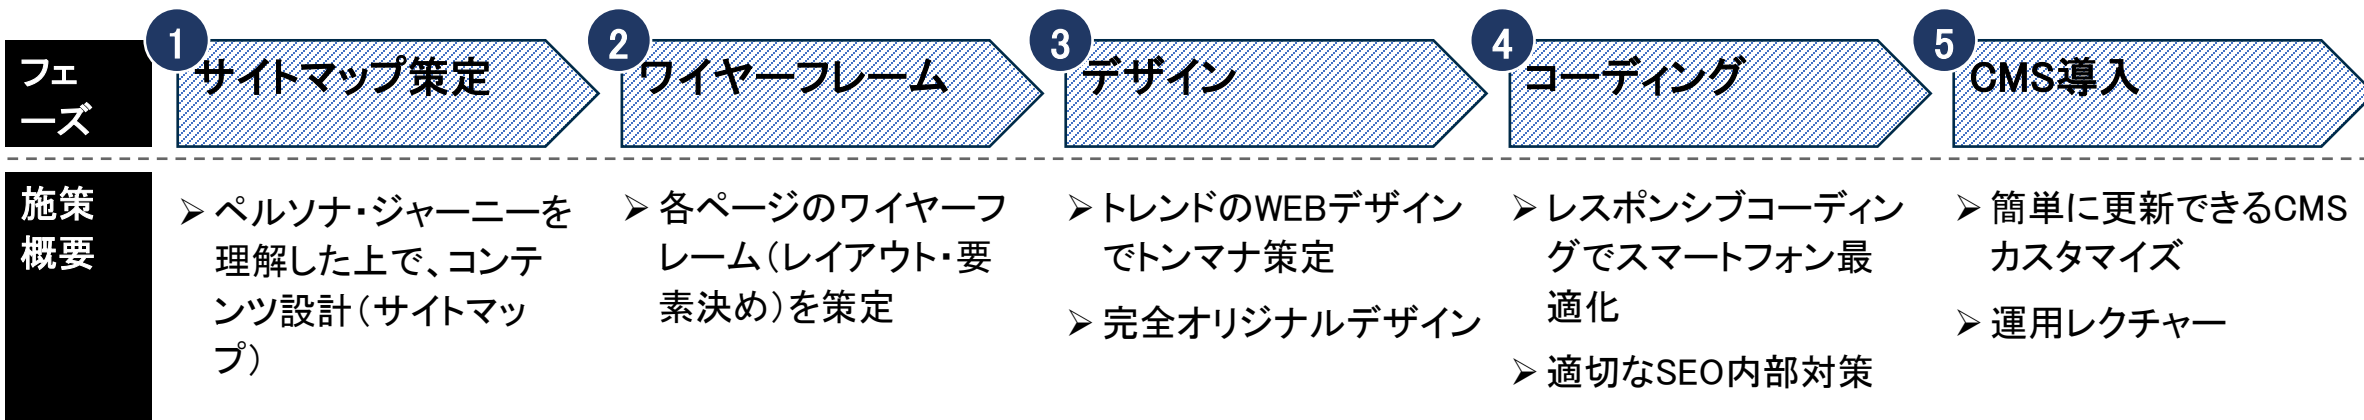 1
2
3
4
5
フェ
ーズ
サイトマップ策定
ワイヤーフレーム
デザイン
コーディング
CMS導入
施策
概要
➢ ペルソナ・ジャーニーを
理解した上で、コンテ
ンツ設計（サイトマッ
プ）
➢ 各ページのワイヤーフ
レーム（レイアウト・要
素決め）を策定
➢ トレンドのWEBデザイン
でトンマナ策定
➢ 完全オリジナルデザイン
➢ レスポンシブコーディン
グでスマートフォン最
適化
➢ 適切なSEO内部対策
➢ 簡単に更新できるCMS
カスタマイズ
➢ 運用レクチャー